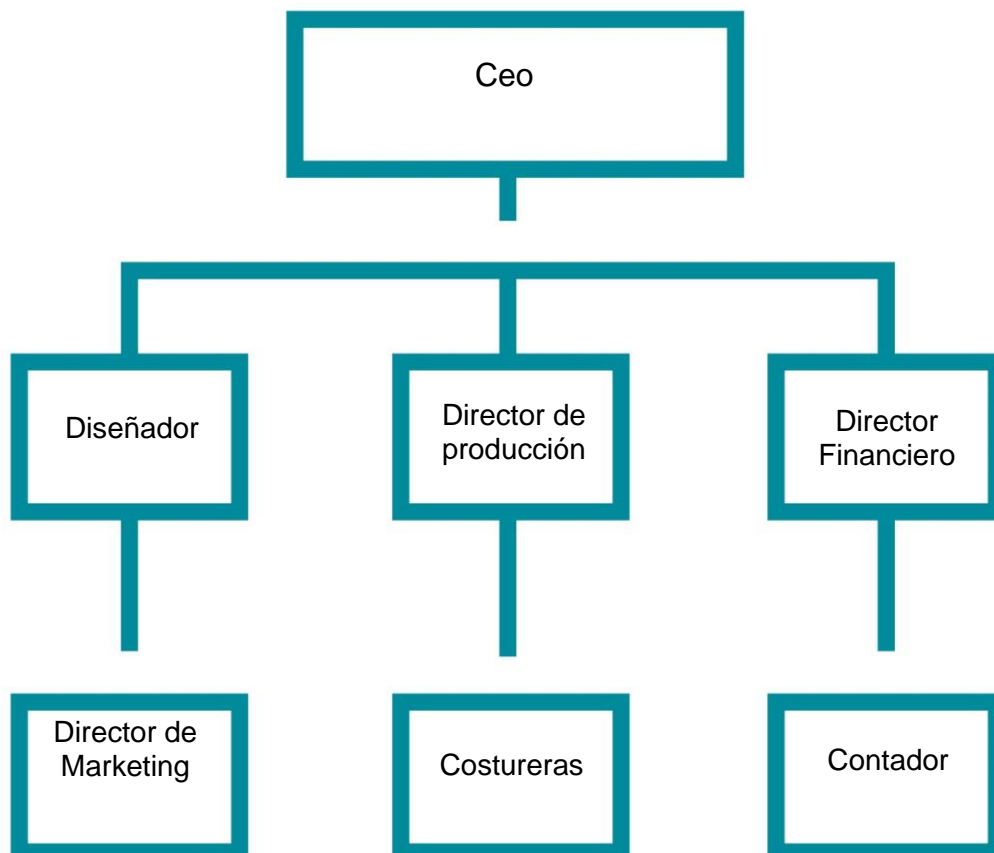 Ceo
Diseñador
Director de
producción
Director
Financiero
Director de
Marketing
Costureras
Contador